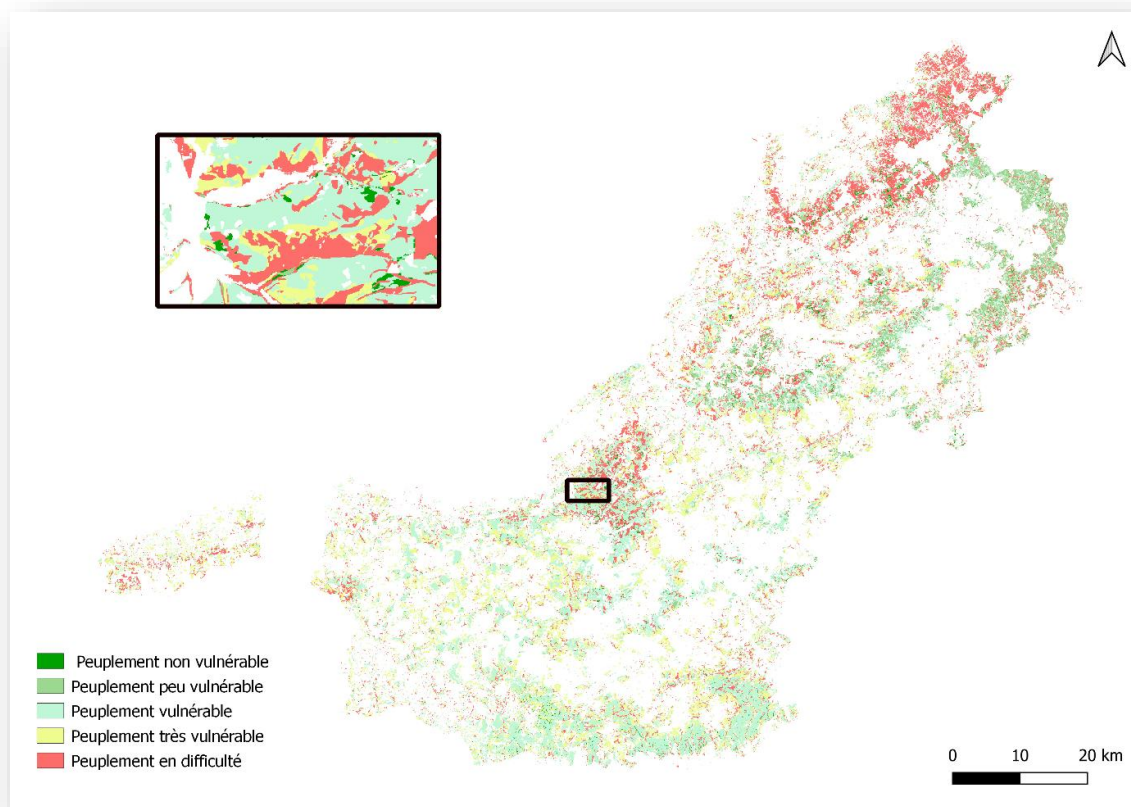 Peuplement non vulnérable
Peuplement peu vulnérable
Peuplement vulnérable
Peuplement très vulnérable
Peuplement en difficulté
0 10 20 km